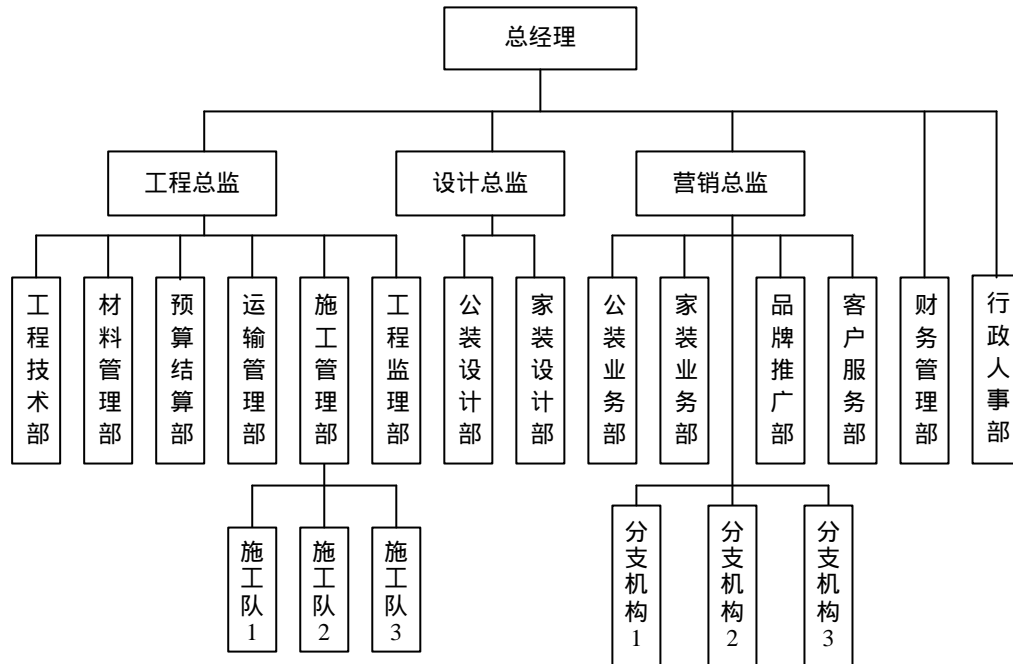 总经理
工程总监
设计总监
营销总监
工程技术部
材料管理部
预算结算部
运输管理部
施工管理部
工程监理部
公装设计部
家装设计部
公装业务部
家装业务部
品牌推广部
客户服务部
财务管理部
行政人事部
施工队1
施工队2
施工队3
分支机构1
分支机构2
分支机构3